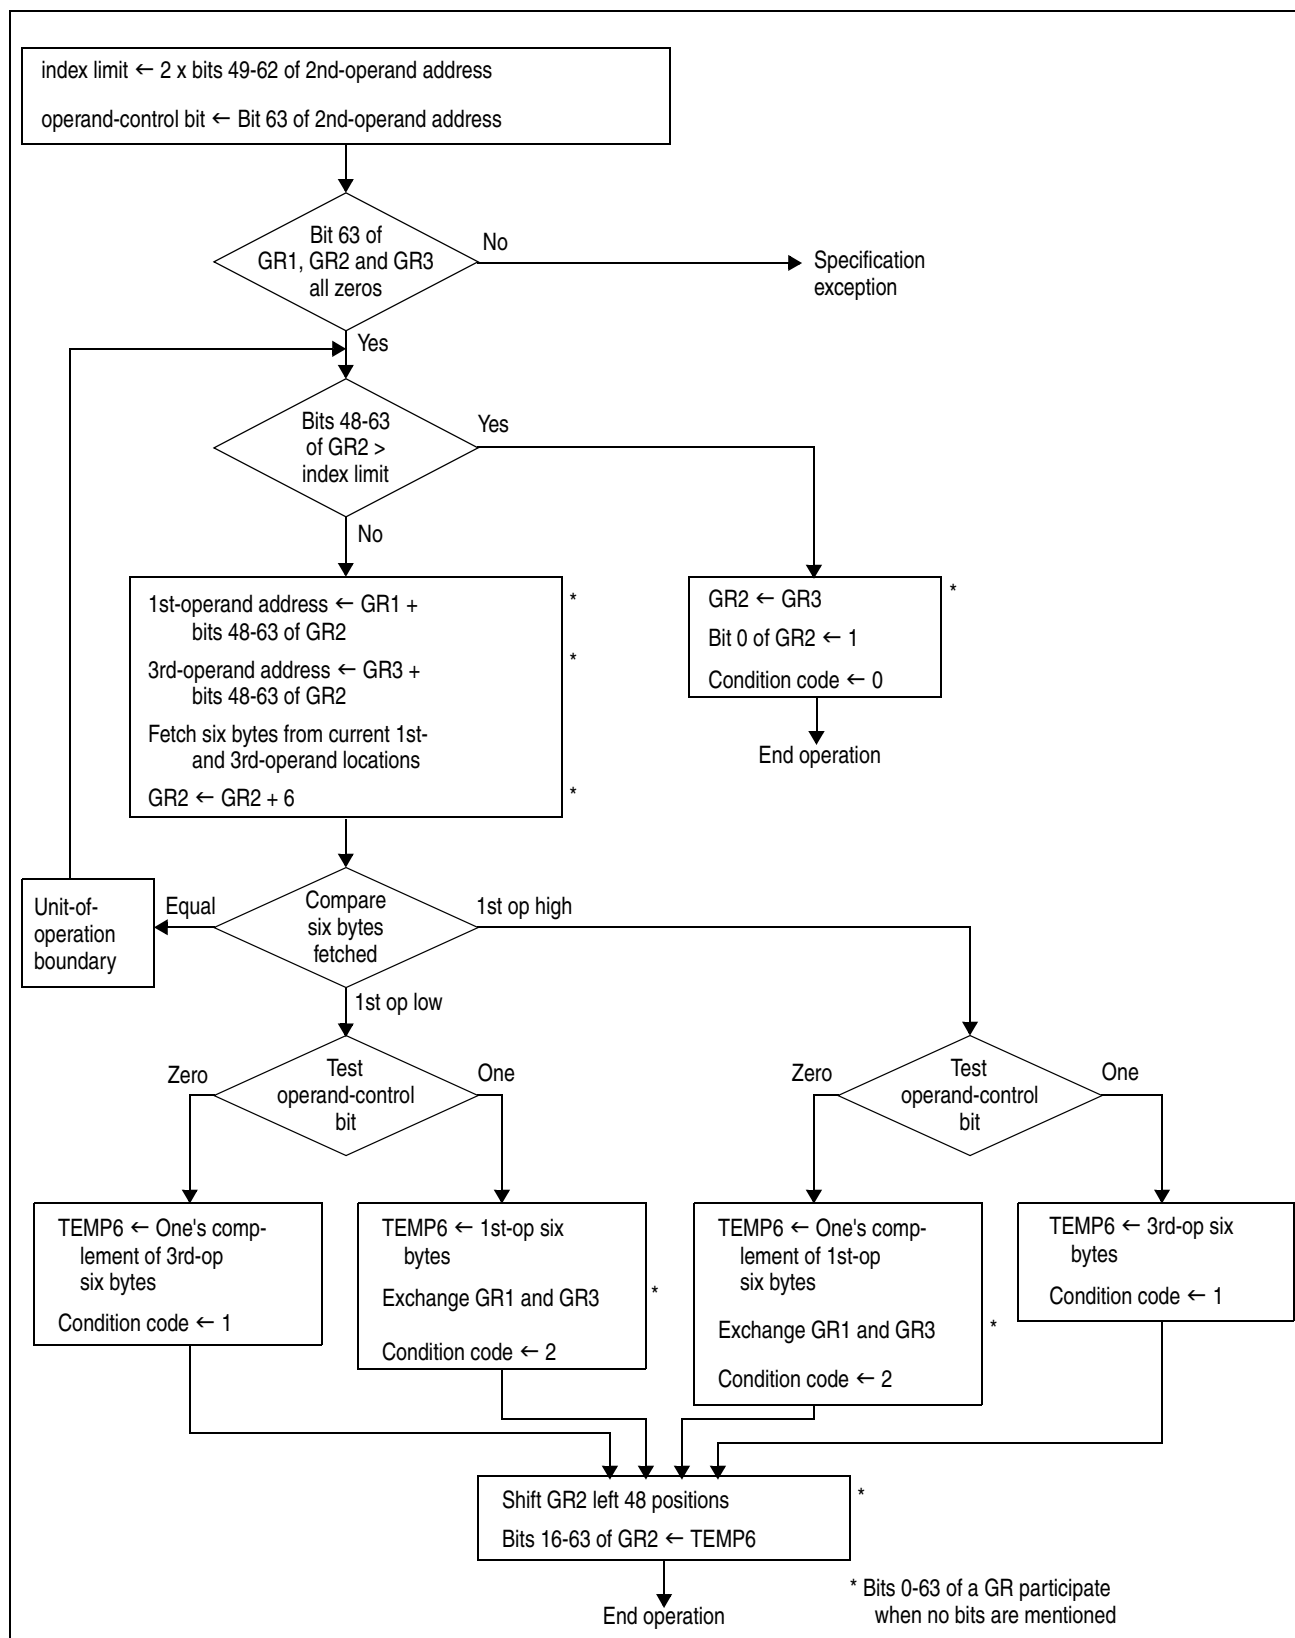 index limit ← 2 x bits 49-62 of 2nd-operand address
operand-control bit ← Bit 63 of 2nd-operand address
Bit 63 of
GR1, GR2 and GR3
all zeros
No
Specification
exception
Yes
Bits 48-63
of GR2 >
index limit
Yes
No
1st-operand address ← GR1 +
bits 48-63 of GR2
*
3rd-operand address ← GR3 +
bits 48-63 of GR2
*
Fetch six bytes from current 1st-
and 3rd-operand locations
GR2 ← GR2 + 6
*
GR2 ← GR3
*
Bit 0 of GR2 ← 1
Condition code ← 0
End operation
Unit-of-
operation
boundary
Equal
Compare
six bytes
fetched
1st op high
1st op low
Zero
Test
operand-control
bit
One
Zero
Test
operand-control
bit
One
TEMP6 ← One's comp-
lement of 3rd-op
six bytes
Condition code ← 1
TEMP6 ← 1st-op six
bytes
Exchange GR1 and GR3
*
Condition code ← 2
TEMP6 ← One's comp-
lement of 1st-op
six bytes
Exchange GR1 and GR3
*
Condition code ← 2
TEMP6 ← 3rd-op six
bytes
Condition code ← 1
Shift GR2 left 48 positions
*
Bits 16-63 of GR2 ← TEMP6
End operation
* Bits 0-63 of a GR participate
when no bits are mentioned